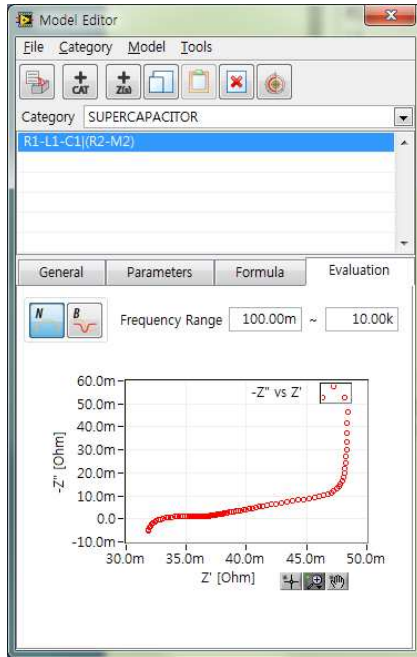 Model Editor
File Category Model Tools
+ CAT + Z(s)
Category SUPERCAPACITOR
R1-L1-C1|(R2-M2)
General Parameters Formula Evaluation
N B Frequency Range 100.00m ~ 10.00k
-Z" vs Z'
60.0m
50.0m
40.0m
30.0m
20.0m
10.0m
0.0
-10.0m
-Z" [Ohm]
30.0m 35.0m 40.0m 45.0m 50.0m
Z' [Ohm]